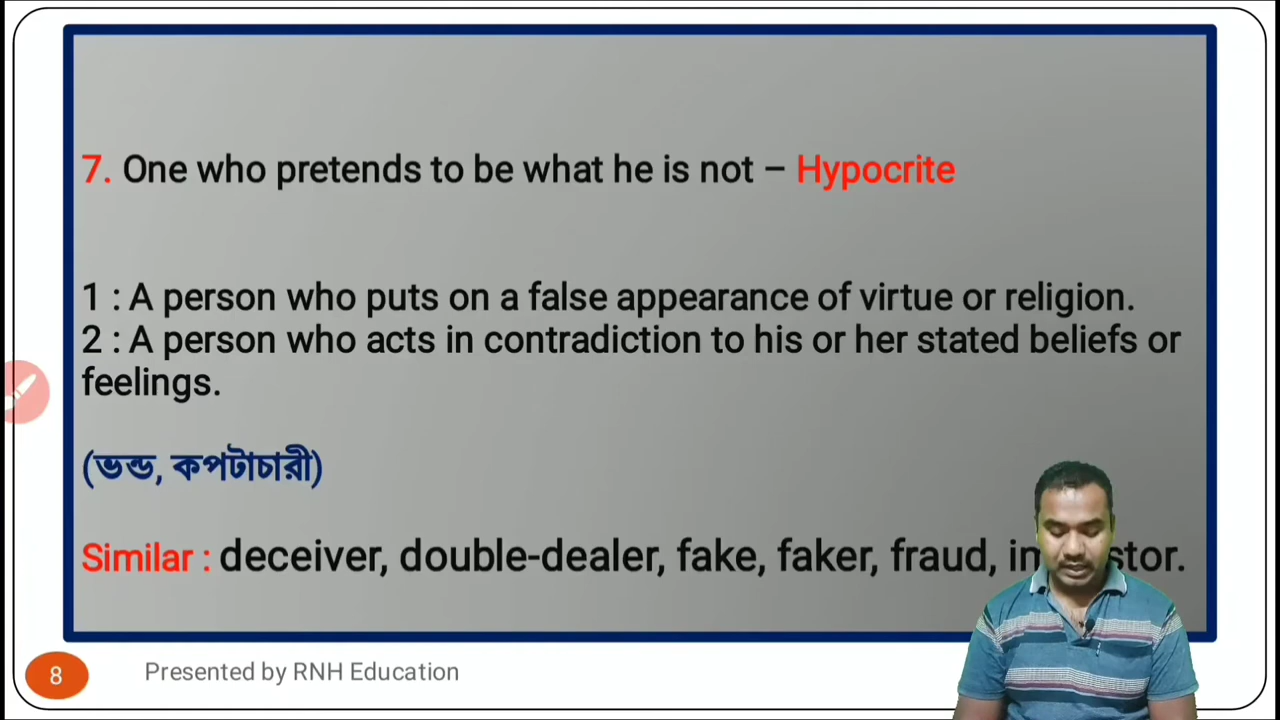 7. One who pretends to be what he is not – Hypocrite
1 : A person who puts on a false appearance of virtue or religion.
2 : A person who acts in contradiction to his or her stated beliefs or
feelings.
(ভন্ড, কপটাচারী)
Similar : deceiver, double-dealer, fake, faker, fraud,
8 Presented by RNH Education